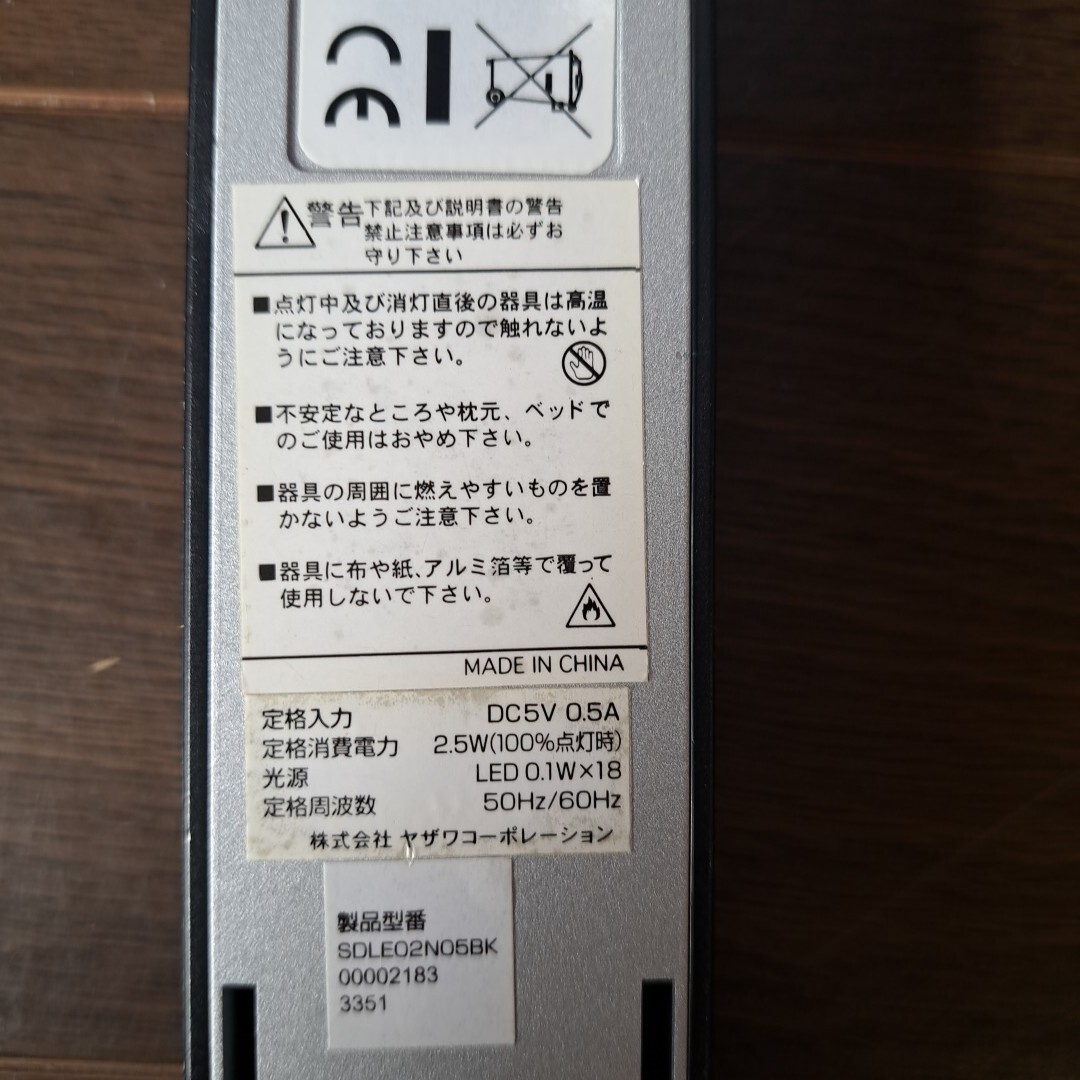 CE
警告 下記及び説明書の警告
禁止注意事項は必ずお
守り下さい
■点灯中及び消灯直後の器具は高温
になっておりますので触れないよ
うにご注意下さい。
■不安定なところや枕元、ベッドで
のご使用はおやめ下さい。
■器具の周囲に燃えやすいものを置
かないようご注意下さい。
■器具に布や紙、アルミ箔等で覆って
使用しないで下さい。
MADE IN CHINA
定格入力 DC5V 0.5A
定格消費電力 2.5W(100%点灯時)
光源 LED 0.1W×18
定格周波数 50Hz/60Hz
株式会社 ヤザワコーポレーション
製品型番
SDLE02N05BK
00002183
3351